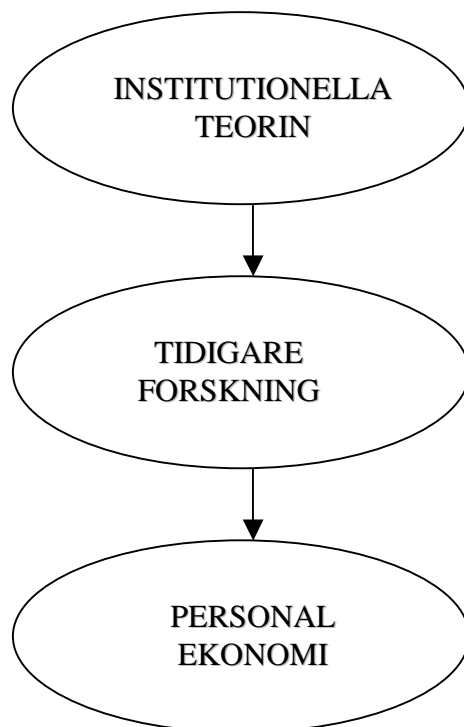 INSTITUTIONELLA
TEORIN
TIDIGARE
FORSKNING
PERSONAL
EKONOMI